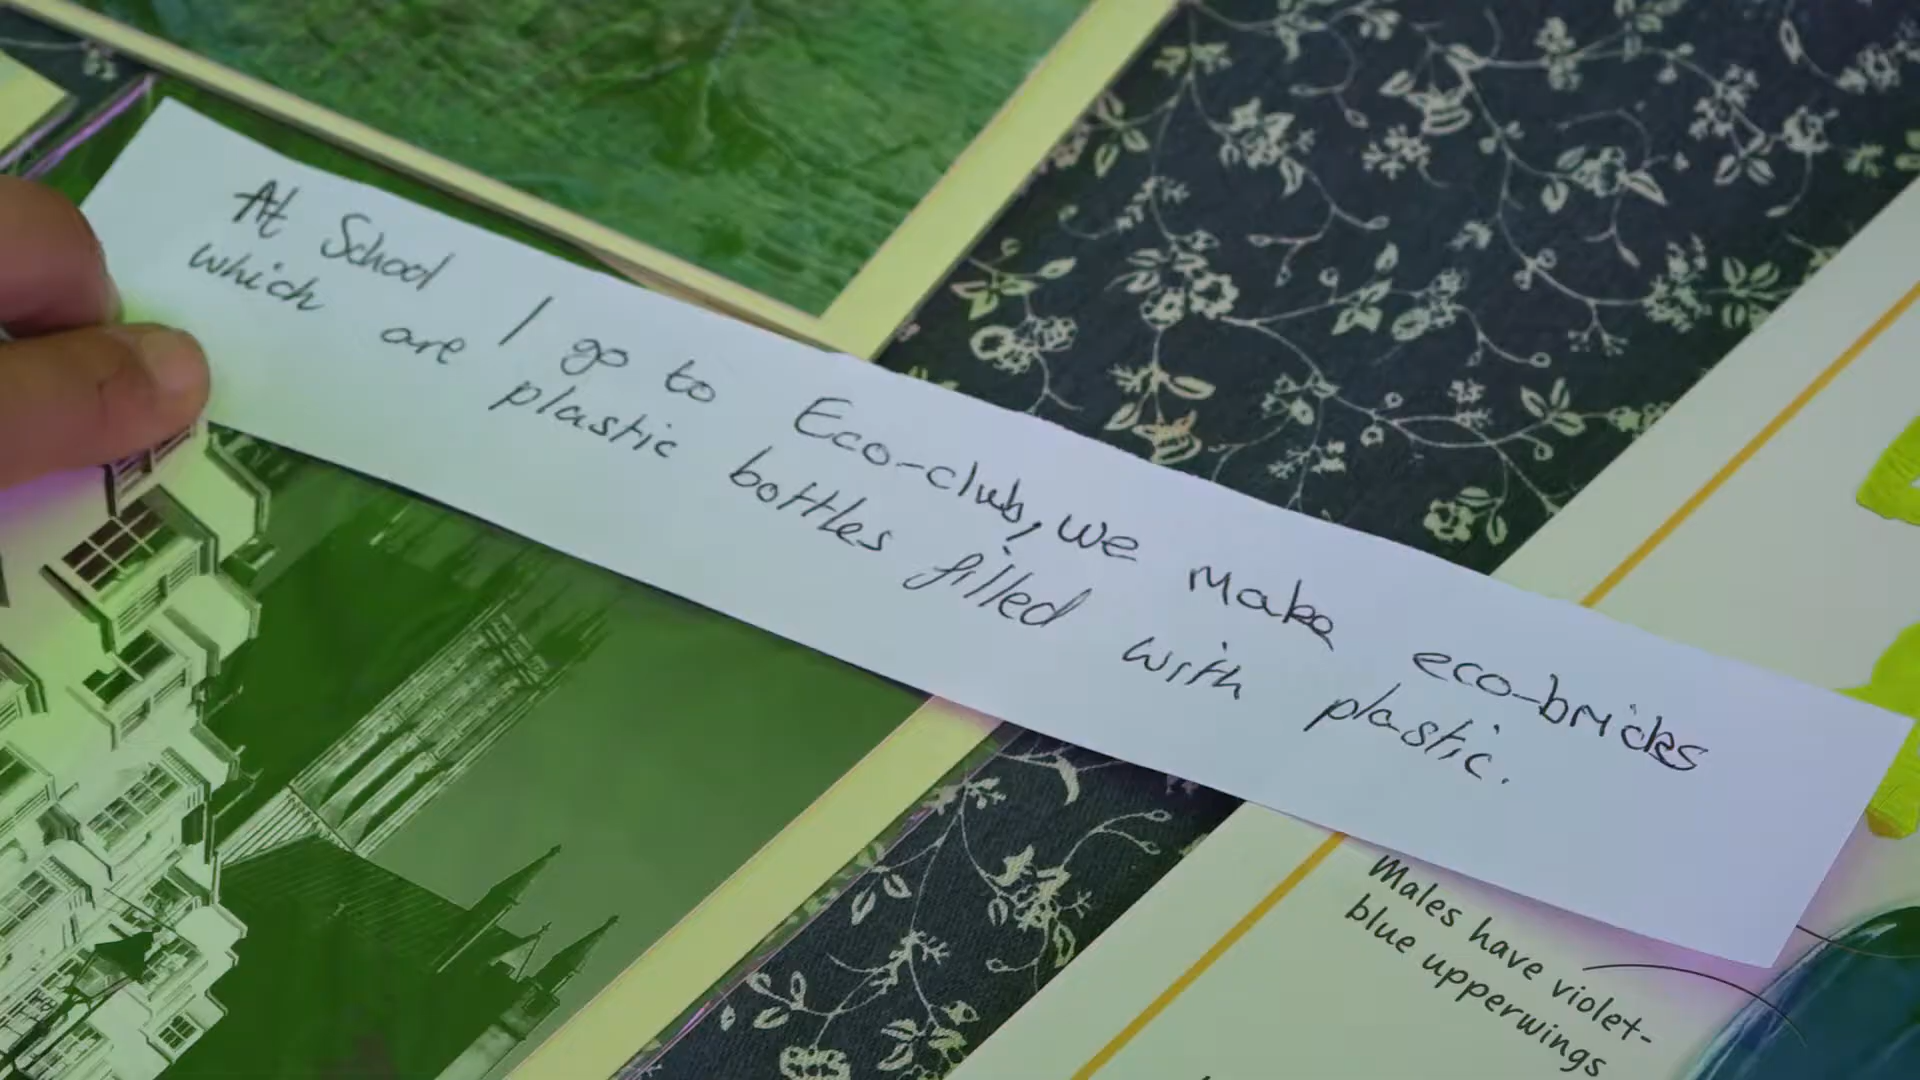 At School I go to Eco-club, we make eco-bricks
which are plastic bottles filled with plastic.
Males have violet-
blue upperwings